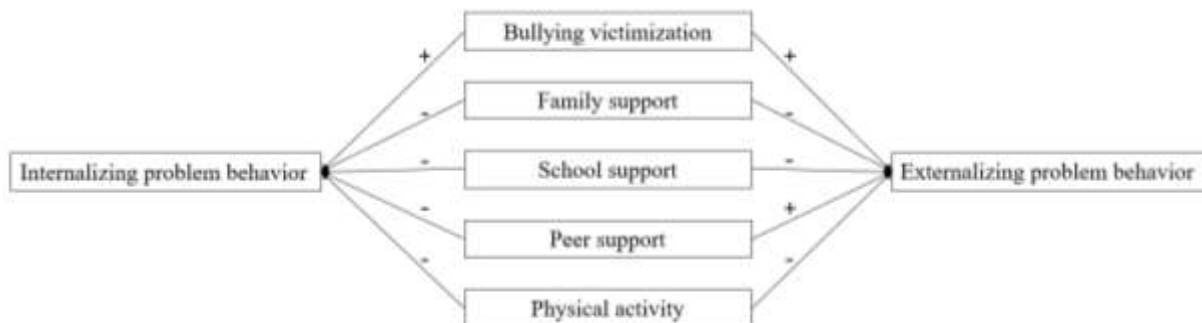 Bullying victimization
+
+
Family support
-
-
Internalizing problem behavior
-
School support
-
Externalizing problem behavior
-
+
Peer support
-
-
Physical activity